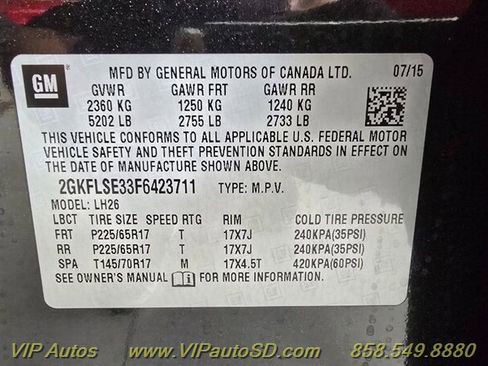 GM
MFD BY GENERAL MOTORS OF CANADA LTD. 07/15
GVWR GAWR FRT GAWR RR
2360 KG 1250 KG 1240 KG
5202 LB 2755 LB 2733 LB
THIS VEHICLE CONFORMS TO ALL APPLICABLE U.S. FEDERAL MOTOR
VEHICLE SAFETY AND THEFT PREVENTION STANDARDS IN EFFECT ON
THE DATE OF MANUFACTURE SHOWN ABOVE.
2GKFLSE33F6423711 TYPE: M.P.V.
MODEL: LH26
LBCT TIRE SIZE SPEED RTG RIM COLD TIRE PRESSURE
FRT P225/65R17 T 17X7J 240KPA(35PSI)
RR P225/65R17 T 17X7J 240KPA(35PSI)
SPA T145/70R17 M 17X4.5T 420KPA(60PSI)
SEE OWNER'S MANUAL FOR MORE INFORMATION
VIP Autos - www.VIPautoSD.com - 858.549.8880